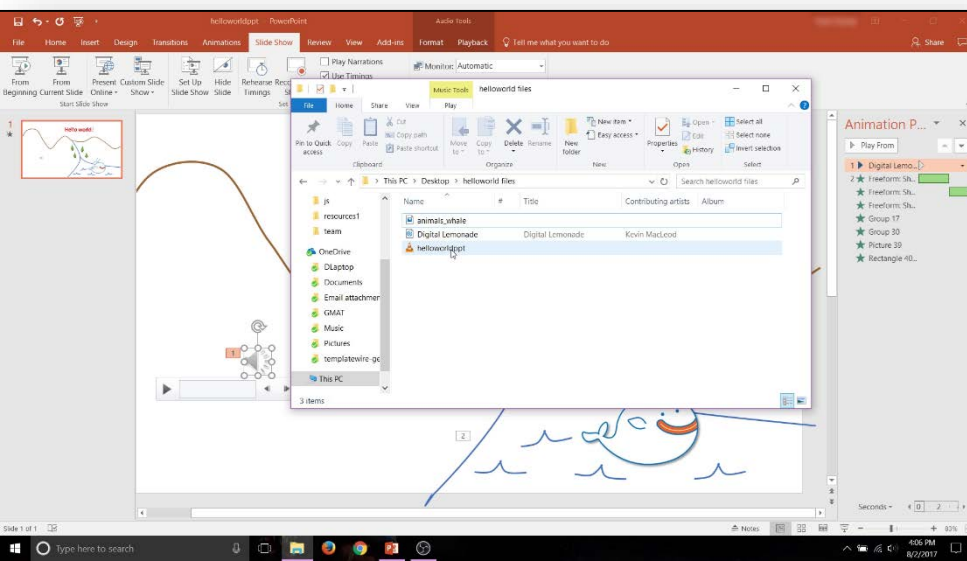 helloworldppt - PowerPoint
Audio Tools
File Home Insert Design Transitions Animations Slide Show Review View Add-ins Format Playback Tell me what you want to do
Share
From Beginning
From Current Slide
Present Online
Custom Slide Show
Start Slide Show
Set Up Slide Show
Hide Slide
Rehearse Timings
Play Narrations
Use Timings
Monitor: Automatic
Music Tools
helloworld files
File Home Share View Play
Pin to Quick access
Copy
Paste
Cut
Copy path
Paste shortcut
Clipboard
Move to
Copy to
Delete
Rename
Organize
New folder
New item
Easy access
New
Properties
Open
Edit
History
Open
Select all
Select none
Invert selection
Select
This PC > Desktop > helloworld files
Search helloworld files
Name # Title Contributing artists Album
js
resources1
team
OneDrive
DLaptop
Documents
Email attachmen
GMAT
Music
Pictures
templatewire-ge
This PC
animals_whale
Digital Lemonade Digital Lemonade Kevin MacLeod
helloworldppt
3 items
1
Hello world!
1
2
Animation P...
Play From
1 Digital Lemo...
2 Freeform: Sh...
Freeform: Sh...
Freeform: Sh...
Group 17
Group 30
Picture 39
Rectangle 40...
Seconds 0 2
Slide 1 of 1
Notes
83%
Type here to search
4:06 PM
8/2/2017